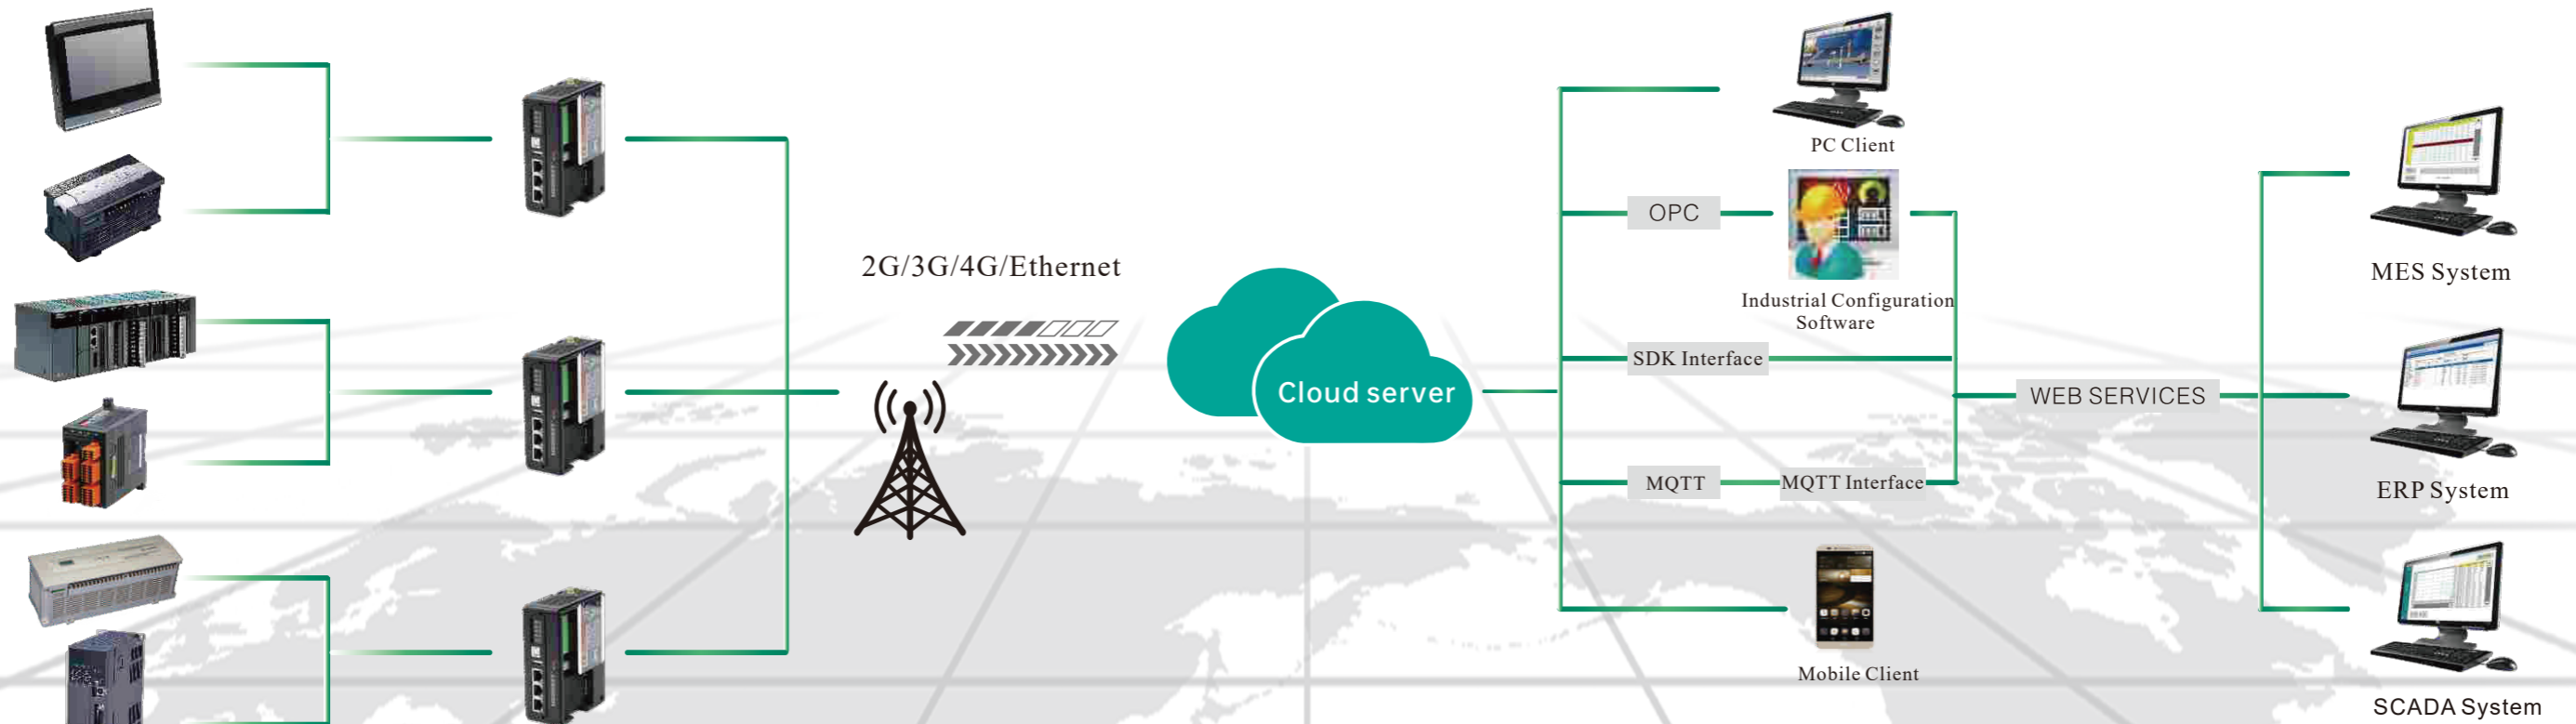 2G/3G/4G/Ethernet
Cloud server
PC Client
OPC
Industrial Configuration
Software
SDK Interface
MQTT
MQTT Interface
Mobile Client
WEB SERVICES
MES System
ERP System
SCADA System